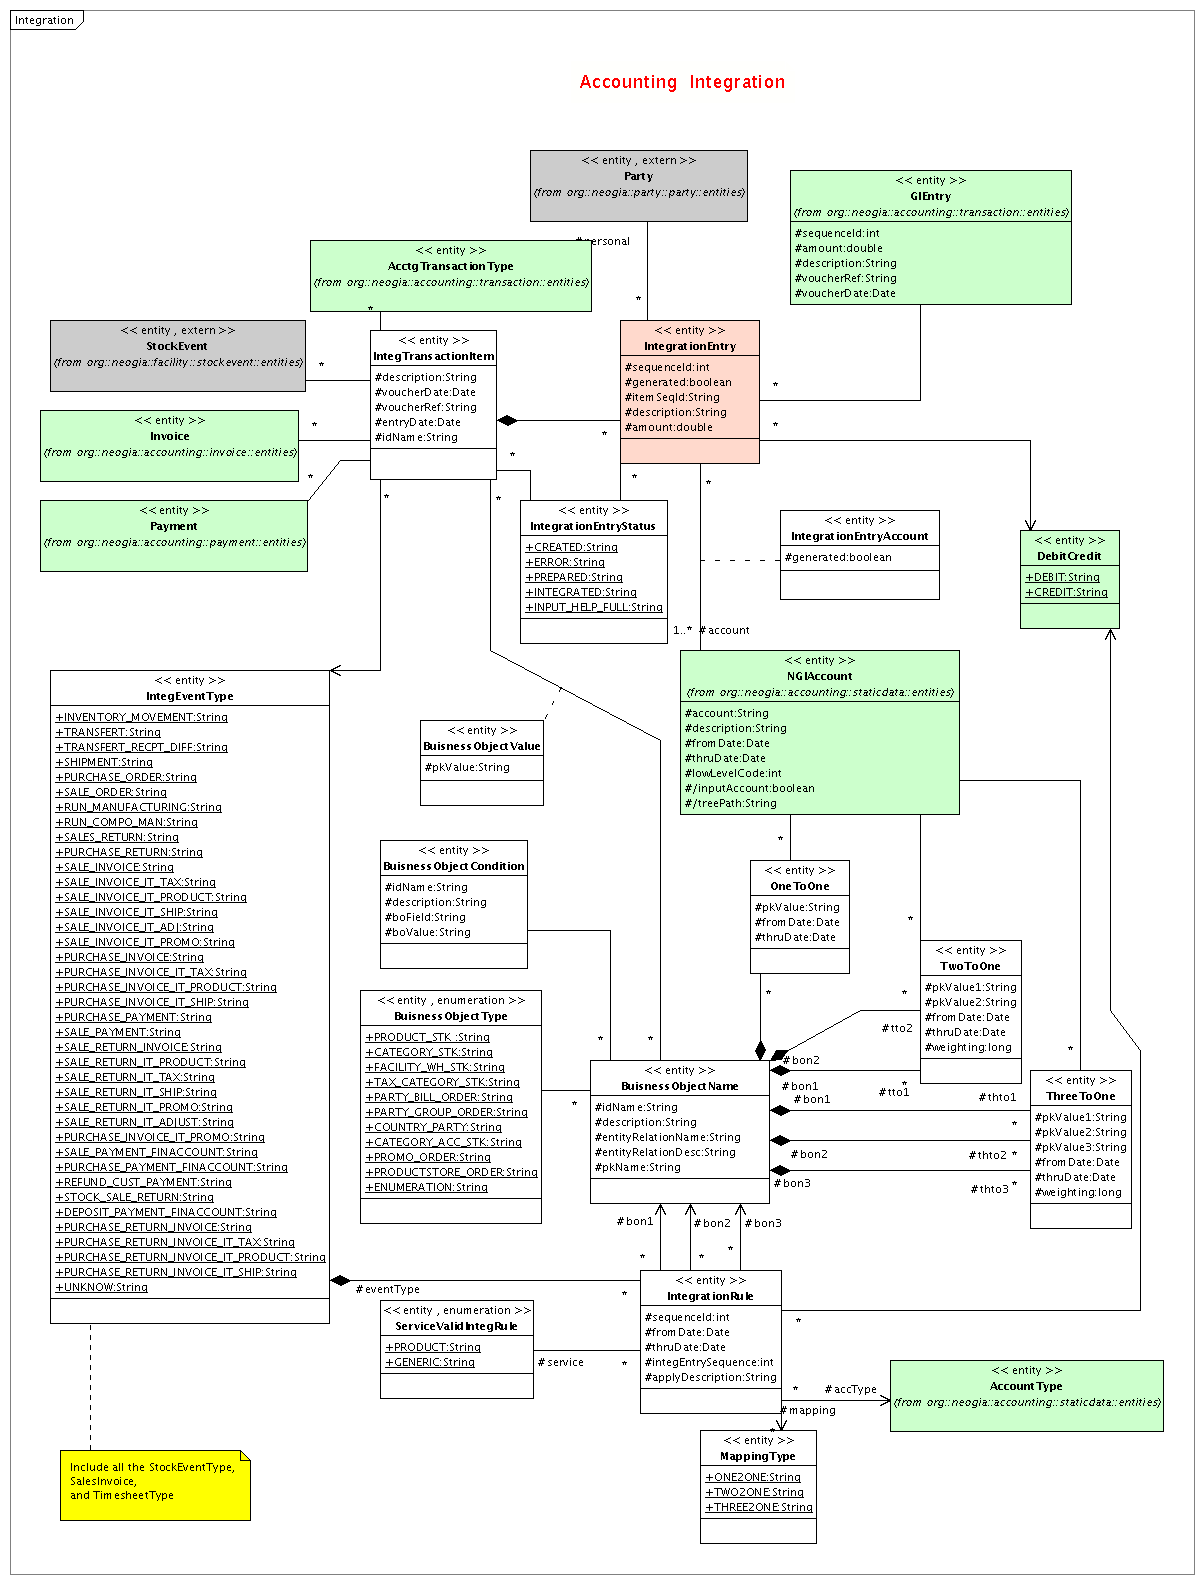 Integration
Accounting Integration
<< entity , extern >>
Party
(from org::neogia::party::party::entities)
<< entity >>
GlEntry
(from org::neogia::accounting::transaction::entities)
#sequenceId:int
#amount:double
#description:String
#voucherRef:String
#voucherDate:Date
#personal
*
<< entity >>
AcctgTransactionType
(from org::neogia::accounting::transaction::entities)
*
<< entity , extern >>
StockEvent
(from org::neogia::facility::stockevent::entities)
*
<< entity >>
IntegTransactionItem
#description:String
#voucherDate:Date
#voucherRef:String
#entryDate:Date
#idName:String
<< entity >>
IntegrationEntry
#sequenceId:int
#generated:boolean
#itemSeqId:String
#description:String
#amount:double
*
*
<< entity >>
Invoice
(from org::neogia::accounting::invoice::entities)
*
*
*
*
*
*
*
*
*
<< entity >>
Payment
(from org::neogia::accounting::payment::entities)
<< entity >>
IntegrationEntryStatus
+CREATED:String
+ERROR:String
+PREPARED:String
+INTEGRATED:String
+INPUT_HELP_FULL:String
<< entity >>
IntegrationEntryAccount
#generated:boolean
<< entity >>
DebitCredit
+DEBIT:String
+CREDIT:String
1..* #account
<< entity >>
NGlAccount
(from org::neogia::accounting::staticdata::entities)
#account:String
#description:String
#fromDate:Date
#thruDate:Date
#lowLevelCode:int
#/inputAccount:boolean
#/treePath:String
<< entity >>
IntegEventType
+INVENTORY_MOVEMENT:String
+TRANSFERT:String
+TRANSFERT_RECPT_DIFF:String
+SHIPMENT:String
+PURCHASE_ORDER:String
+SALE_ORDER:String
+RUN_MANUFACTURING:String
+RUN_COMPO_MAN:String
+SALES_RETURN:String
+PURCHASE_RETURN:String
+SALE_INVOICE:String
+SALE_INVOICE_IT_TAX:String
+SALE_INVOICE_IT_PRODUCT:String
+SALE_INVOICE_IT_SHIP:String
+SALE_INVOICE_IT_ADJ:String
+SALE_INVOICE_IT_PROMO:String
+PURCHASE_INVOICE:String
+PURCHASE_INVOICE_IT_TAX:String
+PURCHASE_INVOICE_IT_PRODUCT:String
+PURCHASE_INVOICE_IT_SHIP:String
+PURCHASE_PAYMENT:String
+SALE_PAYMENT:String
+SALE_RETURN_INVOICE:String
+SALE_RETURN_IT_PRODUCT:String
+SALE_RETURN_IT_TAX:String
+SALE_RETURN_IT_SHIP:String
+SALE_RETURN_IT_PROMO:String
+SALE_RETURN_IT_ADJUST:String
+PURCHASE_INVOICE_IT_PROMO:String
+SALE_PAYMENT_FINACCOUNT:String
+PURCHASE_PAYMENT_FINACCOUNT:String
+REFUND_CUST_PAYMENT:String
+STOCK_SALE_RETURN:String
+DEPOSIT_PAYMENT_FINACCOUNT:String
+PURCHASE_RETURN_INVOICE:String
+PURCHASE_RETURN_INVOICE_IT_TAX:String
+PURCHASE_RETURN_INVOICE_IT_PRODUCT:String
+PURCHASE_RETURN_INVOICE_IT_SHIP:String
+UNKNOW:String
<< entity >>
BuisnessObjectValue
#pkValue:String
<< entity >>
BuisnessObjectCondition
#idName:String
#description:String
#boField:String
#boValue:String
*
<< entity >>
OneToOne
#pkValue:String
#fromDate:Date
#thruDate:Date
*
*
<< entity >>
TwoToOne
#pkValue1:String
#pkValue2:String
#fromDate:Date
#thruDate:Date
#weighting:long
*
#tto2
#bon2
<<entity , enumeration >>
BuisnessObjectType
+PRODUCT_STK :String
+CATEGORY_STK:String
+FACILITY_WH_STK:String
+TAX_CATEGORY_STK:String
+PARTY_BILL_ORDER:String
+PARTY_GROUP_ORDER:String
+COUNTRY_PARTY:String
+CATEGORY_ACC_STK:String
+PROMO_ORDER:String
+PRODUCTSTORE_ORDER:String
+ENUMERATION:String
*
*
*
<< entity >>
BuisnessObjectName
#idName:String
#description:String
#entityRelationName:String
#entityRelationDesc:String
#pkName:String
#bon1
*
#tto1
#bon1
#thto1
*
#bon2
#thto2 *
#bon3
#thto3
*
*
<< entity >>
ThreeToOne
#pkValue1:String
#pkValue2:String
#pkValue3:String
#fromDate:Date
#thruDate:Date
#weighting:long
#bon1
#bon2
#bon3
*
*
*
#eventType
*
<< entity >>
IntegrationRule
#sequenceId:int
#fromDate:Date
#thruDate:Date
#integEntrySequence:int
#applyDescription:String
*
<<entity , enumeration >>
ServiceValidIntegRule
+PRODUCT:String
+GENERIC:String
#service
*
*
#accType
#mapping
*
<< entity >>
AccountType
(from org::neogia::accounting::staticdata::entities)
<< entity >>
MappingType
+ONE2ONE:String
+TWO2ONE:String
+THREE2ONE:String
Include all the StockEventType,
SalesInvoice,
and TimesheetType